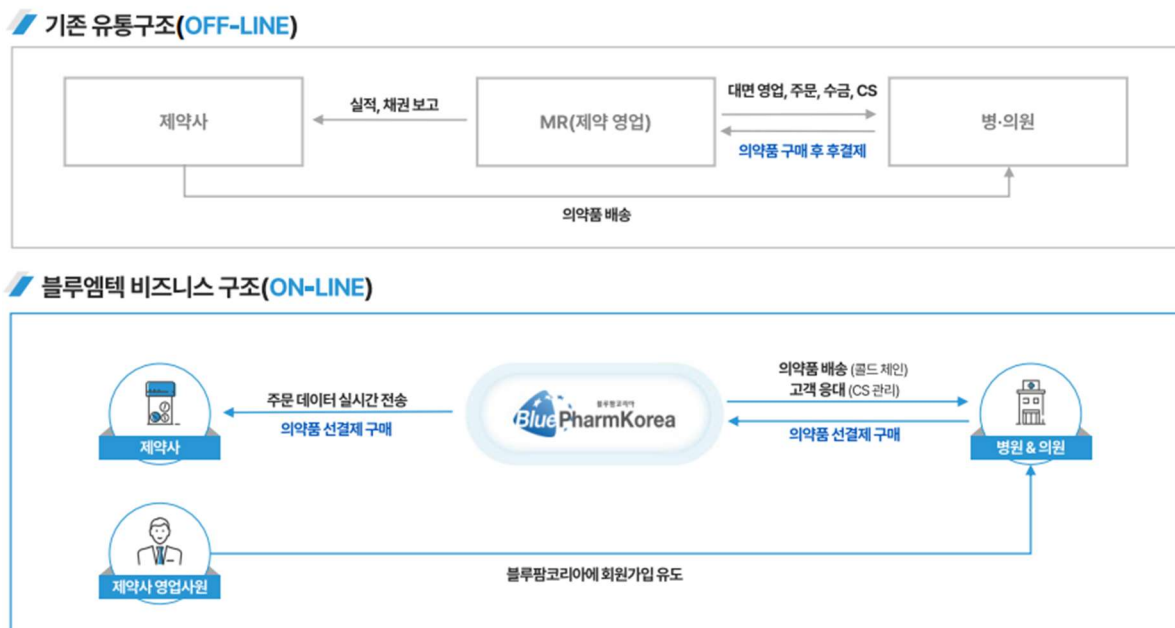 기존 유통구조(OFF-LINE)
제약사
실적, 채권 보고
MR(제약 영업)
대면 영업, 주문, 수금, CS
의약품 구매 후 후결제
병·의원
의약품 배송
블루엠텍 비즈니스 구조(ON-LINE)
제약사
주문 데이터 실시간 전송
의약품 선결제 구매
블루팜코리아
BluePharmKorea
의약품 배송 (콜드 체인)
고객 응대 (CS 관리)
의약품 선결제 구매
병원 & 의원
제약사 영업사원
블루팜코리아에 회원가입 유도